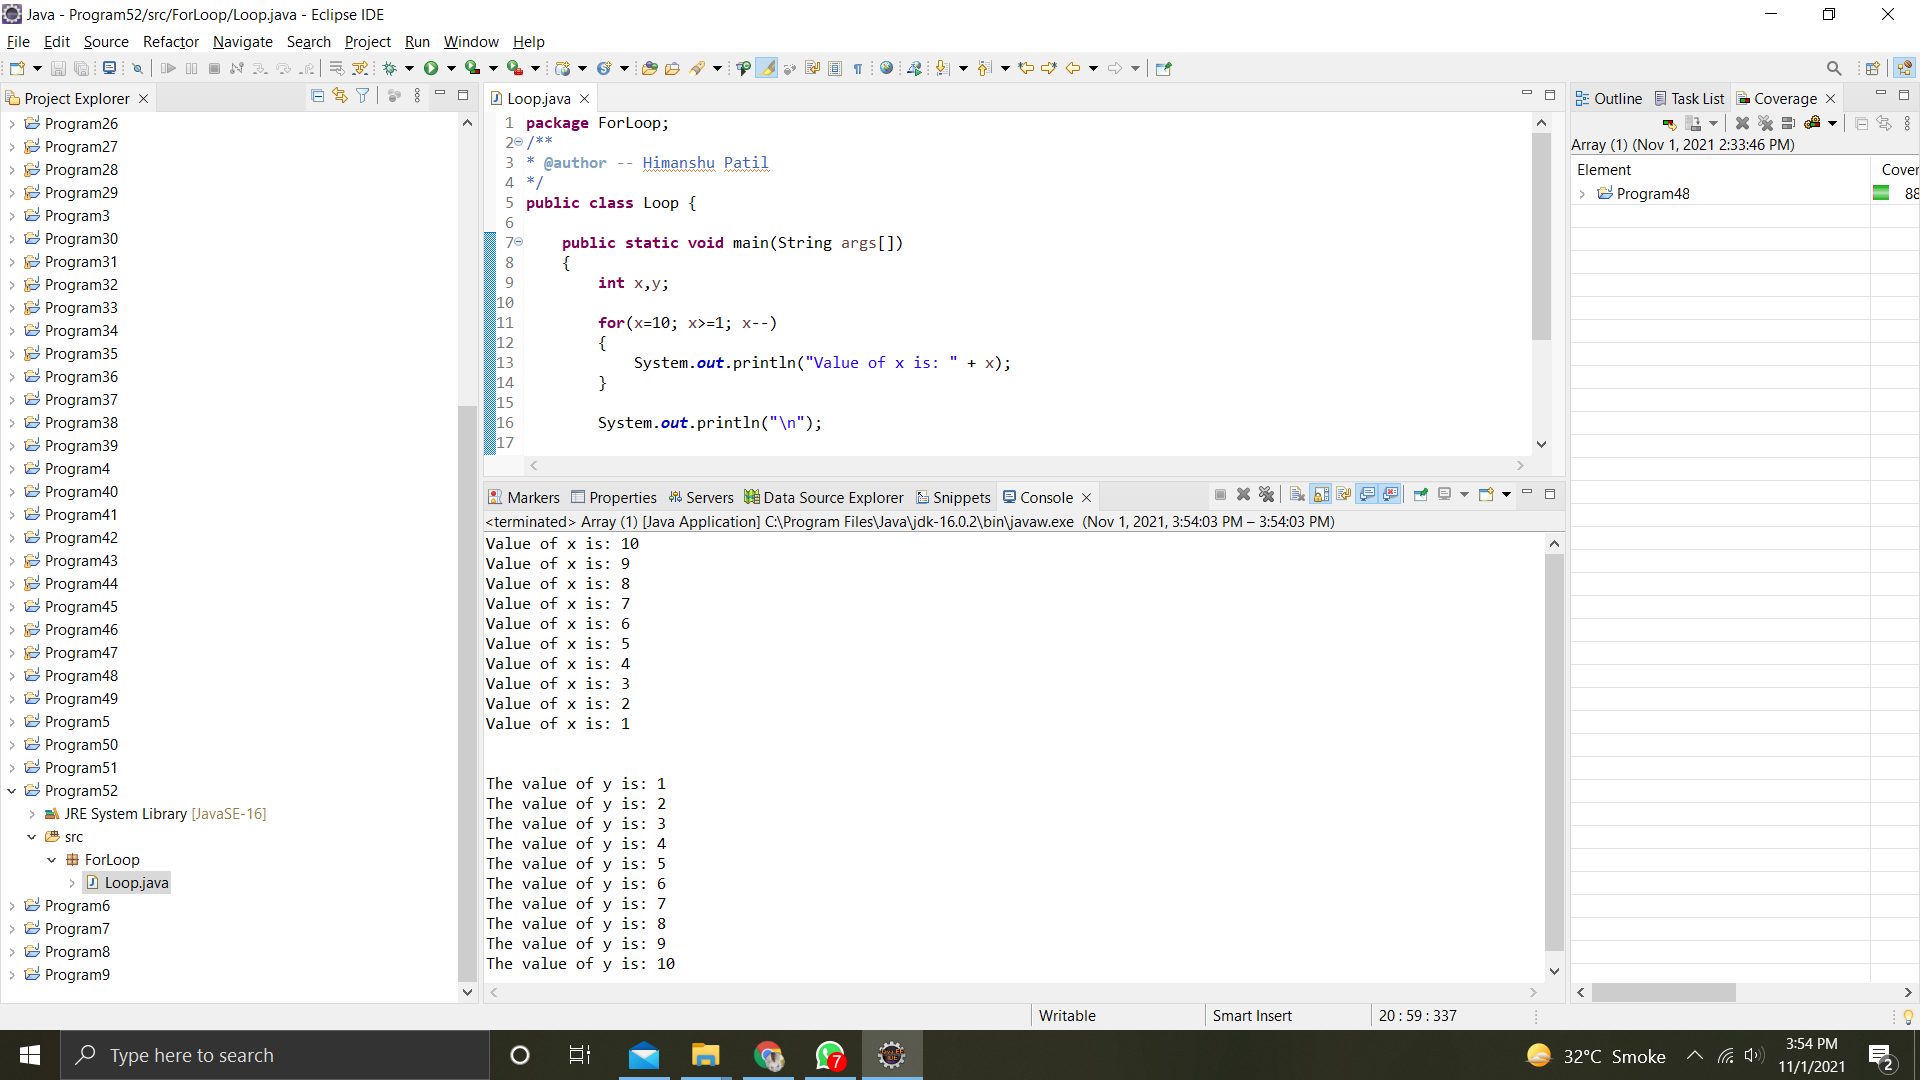 Java - Program52/src/ForLoop/Loop.java - Eclipse IDE
File Edit Source Refactor Navigate Search Project Run Window Help
Project Explorer
Program26
Program27
Program28
Program29
Program3
Program30
Program31
Program32
Program33
Program34
Program35
Program36
Program37
Program38
Program39
Program4
Program40
Program41
Program42
Program43
Program44
Program45
Program46
Program47
Program48
Program49
Program5
Program50
Program51
Program52
JRE System Library [JavaSE-16]
src
ForLoop
Loop.java
Program6
Program7
Program8
Program9
Loop.java
1 package ForLoop;
2 /**
3 * @author -- Himanshu Patil
4 */
5 public class Loop {
6
7 public static void main(String args[])
8 {
9 int x,y;
10
11 for(x=10; x>=1; x--)
12 {
13 System.out.println("Value of x is: " + x);
14 }
15
16 System.out.println("\n");
17
Markers Properties Servers Data Source Explorer Snippets Console
<terminated> Array (1) [Java Application] C:\Program Files\Java\jdk-16.0.2\bin\javaw.exe (Nov 1, 2021, 3:54:03 PM – 3:54:03 PM)
Value of x is: 10
Value of x is: 9
Value of x is: 8
Value of x is: 7
Value of x is: 6
Value of x is: 5
Value of x is: 4
Value of x is: 3
Value of x is: 2
Value of x is: 1
The value of y is: 1
The value of y is: 2
The value of y is: 3
The value of y is: 4
The value of y is: 5
The value of y is: 6
The value of y is: 7
The value of y is: 8
The value of y is: 9
The value of y is: 10
Outline Task List Coverage
Array (1) (Nov 1, 2021 2:33:46 PM)
Element Cover
Program48 88
Writable Smart Insert 20 : 59 : 337
Type here to search
7
32°C Smoke
3:54 PM
11/1/2021
2